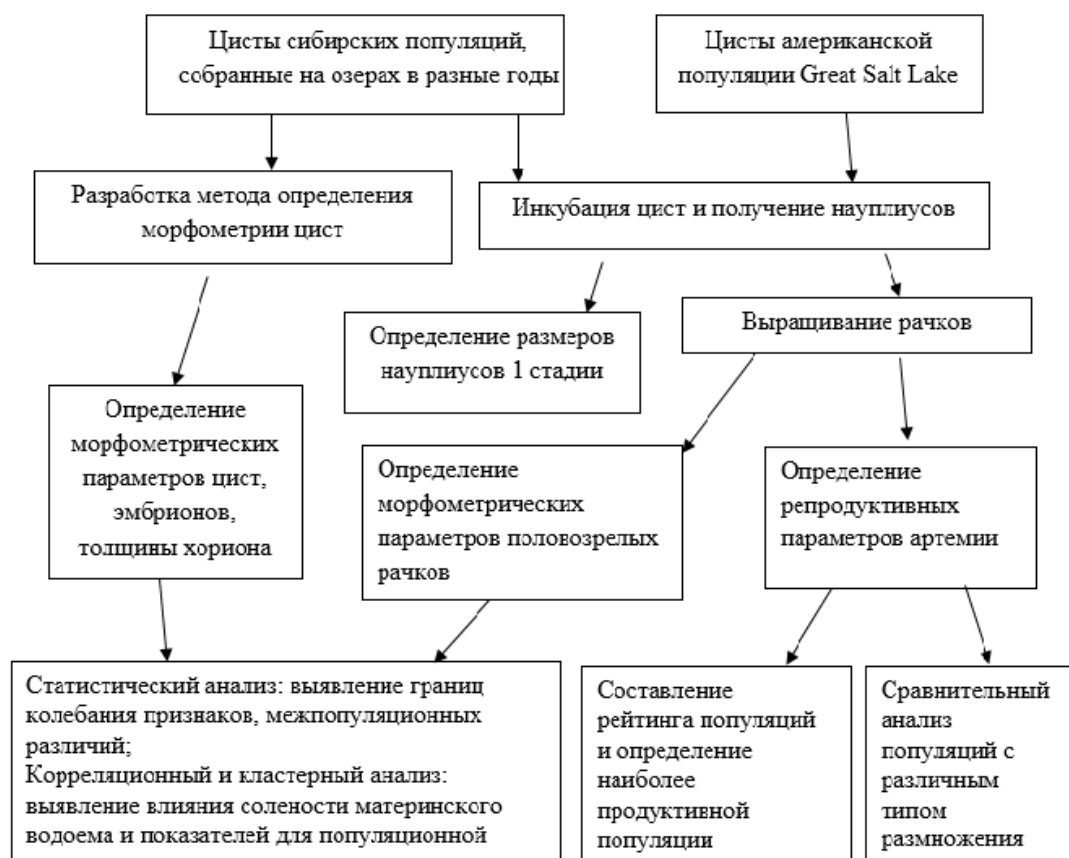 Цисты сибирских популяций,
собранные на озерах в разные годы
Цисты американской
популяции Great Salt Lake
Разработка метода определения
морфометрии цист
Инкубация цист и получение науплиусов
Определение размеров
науплиусов 1 стадии
Выращивание рачков
Определение
морфометрических
параметров цист,
эмбрионов,
толщины хориона
Определение
морфометрических
параметров половозрелых
рачков
Определение
репродуктивных
параметров артемии
Статистический анализ: выявление границ
колебания признаков, межпопуляционных
различий;
Корреляционный и кластерный анализ:
выявление влияния солености материнского
водоема и показателей для популяционной
Составление
рейтинга популяций
и определение
наиболее
продуктивной
популяции
Сравнительный
анализ
популяций с
различным
типом
размножения